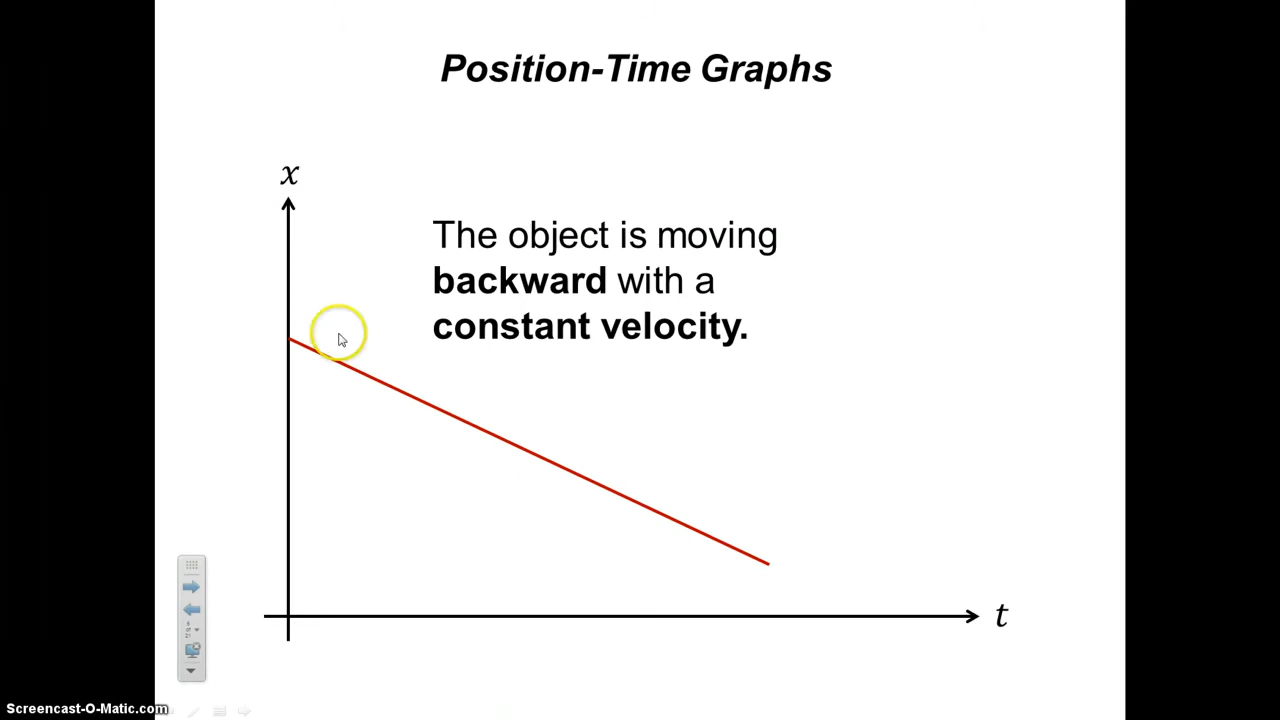 Position-Time Graphs
x
The object is moving
backward with a
constant velocity.
t
Screencast-O-Matic.com